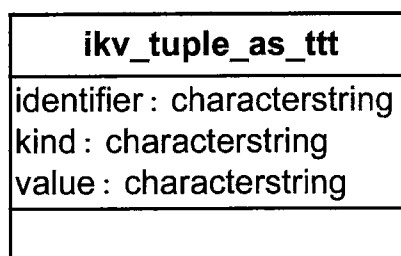 ikv_tuple_as_ttt
identifier : characterstring
kind : characterstring
value : characterstring